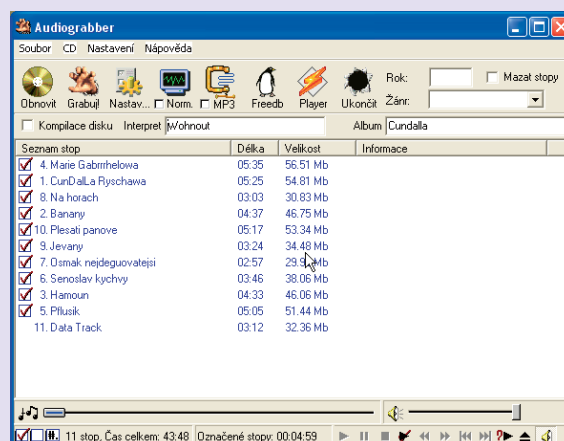 Audiograbber
Soubor CD Nastavení Nápověda
Obnovit Grabuj! Nastav... Norm. MP3 Freedb Player Ukončit
Rok: Mazat stopy
Žánr:
Kompilace disku Interpret Wohnout Album Cundalla
Seznam stop Délka Velikost Informace
4. Marie Gabrrrhelowa 05:35 56.51 Mb
1. CunDalLa Ryschawa 05:25 54.81 Mb
8. Na horach 03:03 30.83 Mb
2. Banany 04:37 46.75 Mb
10. Plesati panove 05:17 53.34 Mb
9. Jevany 03:24 34.48 Mb
7. Osmak nejdeguovatejsi 02:57 Mb
6. Senoslav kychvy 03:46 38.06 Mb
3. Hamoun 04:33 46.06 Mb
5. Pflusik 05:05 51.44 Mb
11. Data Track 03:12 32.36 Mb
11 stop, Čas celkem: 43:48 Označené stopy: 00:04:59